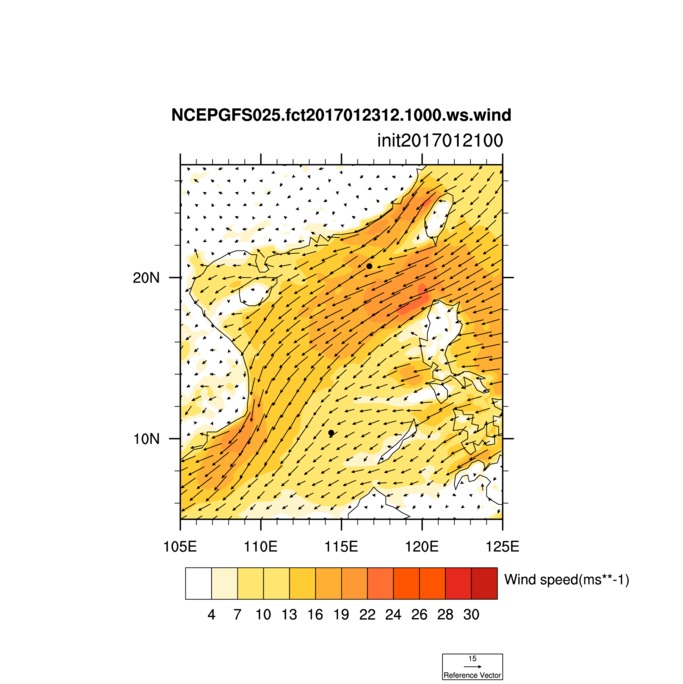 NCEPGFS025.fct2017012312.1000.ws.wind
init2017012100
20N
10N
105E 110E 115E 120E 125E
Wind speed(ms**-1)
4 7 10 13 16 19 22 24 26 28 30
15
Reference Vector